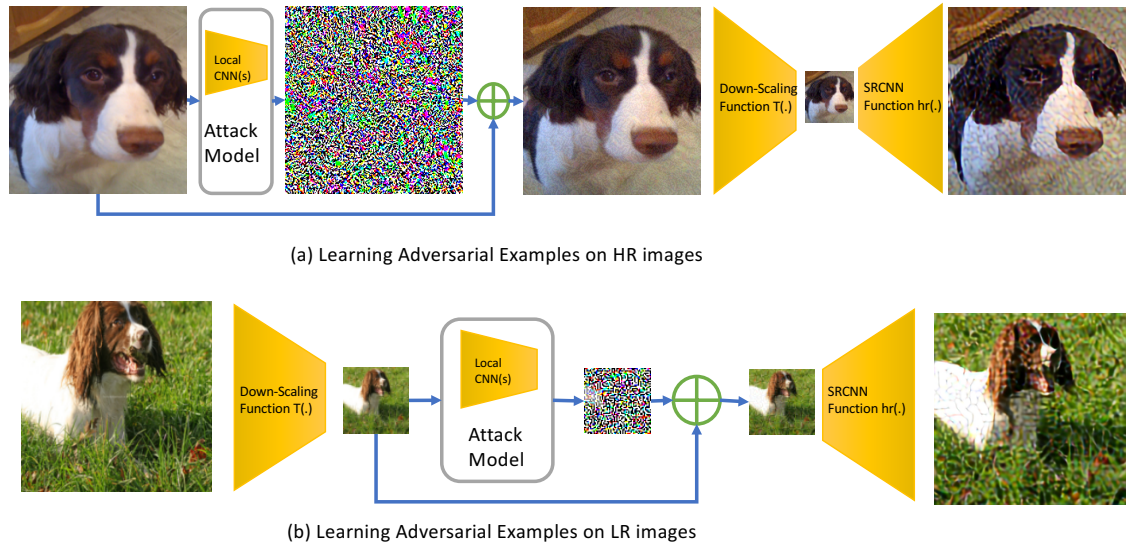 Local
CNN(s)
Attack
Model
Down-Scaling
Function T(.)
SRCNN
Function hr(.)
(a) Learning Adversarial Examples on HR images
Down-Scaling
Function T(.)
Local
CNN(s)
Attack
Model
SRCNN
Function hr(.)
(b) Learning Adversarial Examples on LR images